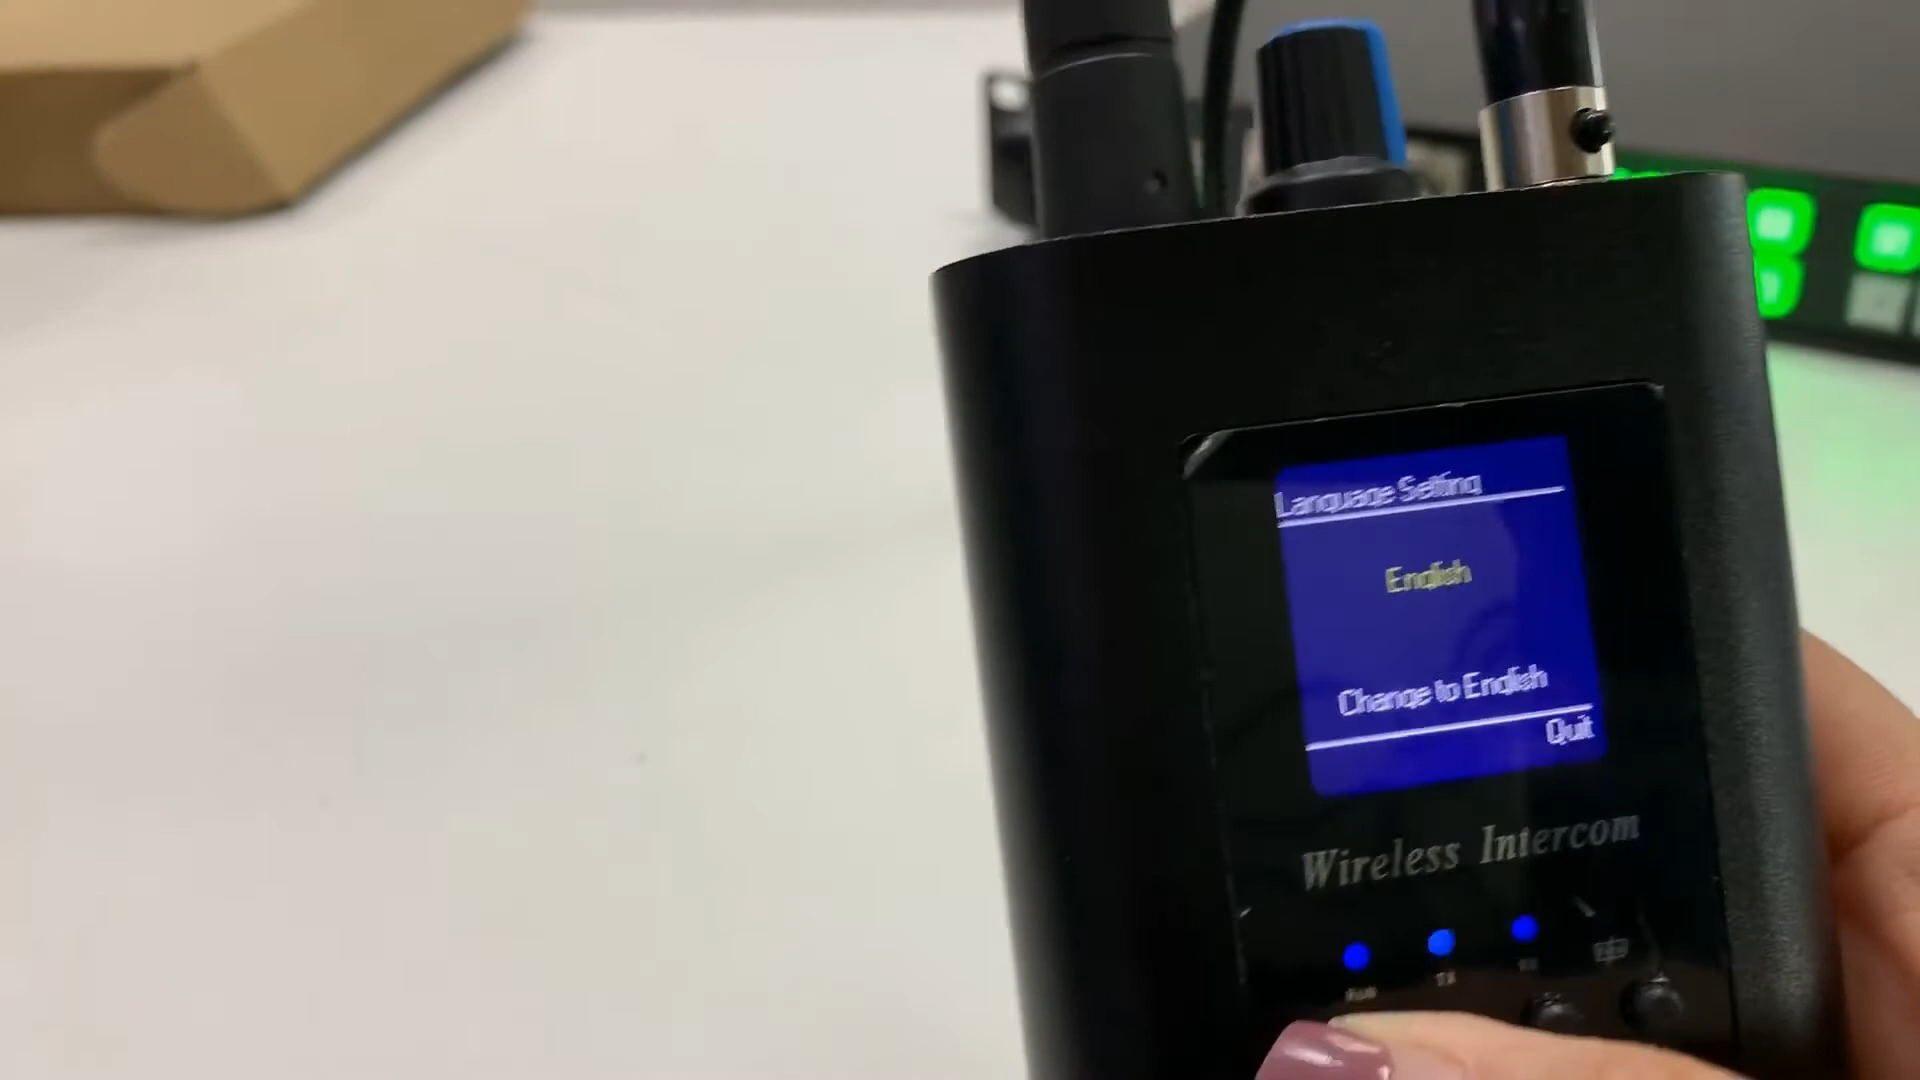 Language Setting
English
Change to English
Quit
Wireless Intercom
TX